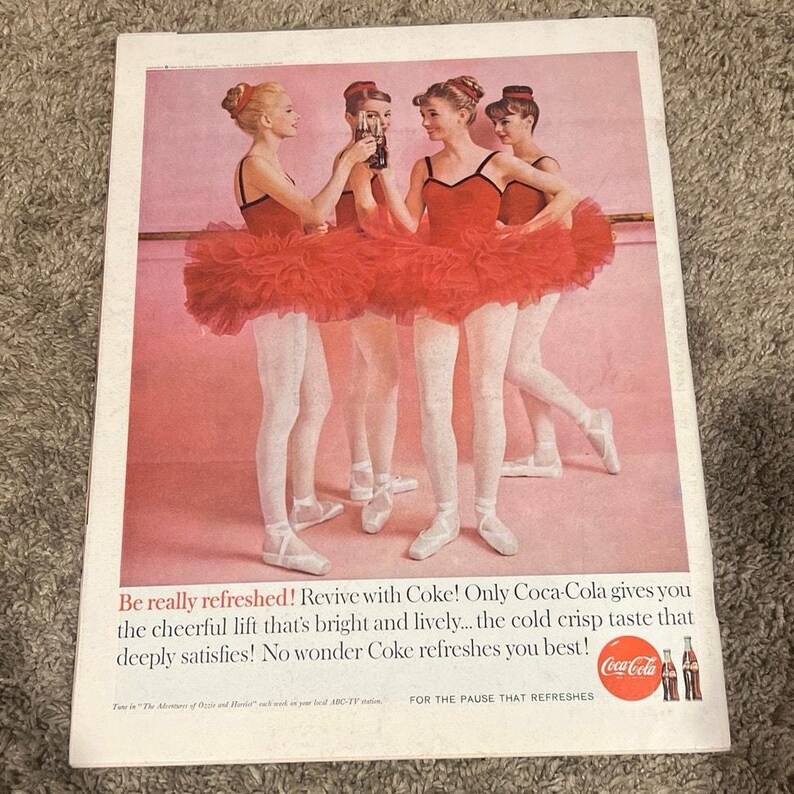 Be really refreshed! Revive with Coke! Only Coca-Cola gives you
the cheerful lift that's bright and lively... the cold crisp taste that
deeply satisfies! No wonder Coke refreshes you best!
Coca-Cola
Tune in "The Adventures of Ozzie and Harriet" each week on your local ABC-TV station.
FOR THE PAUSE THAT REFRESHES